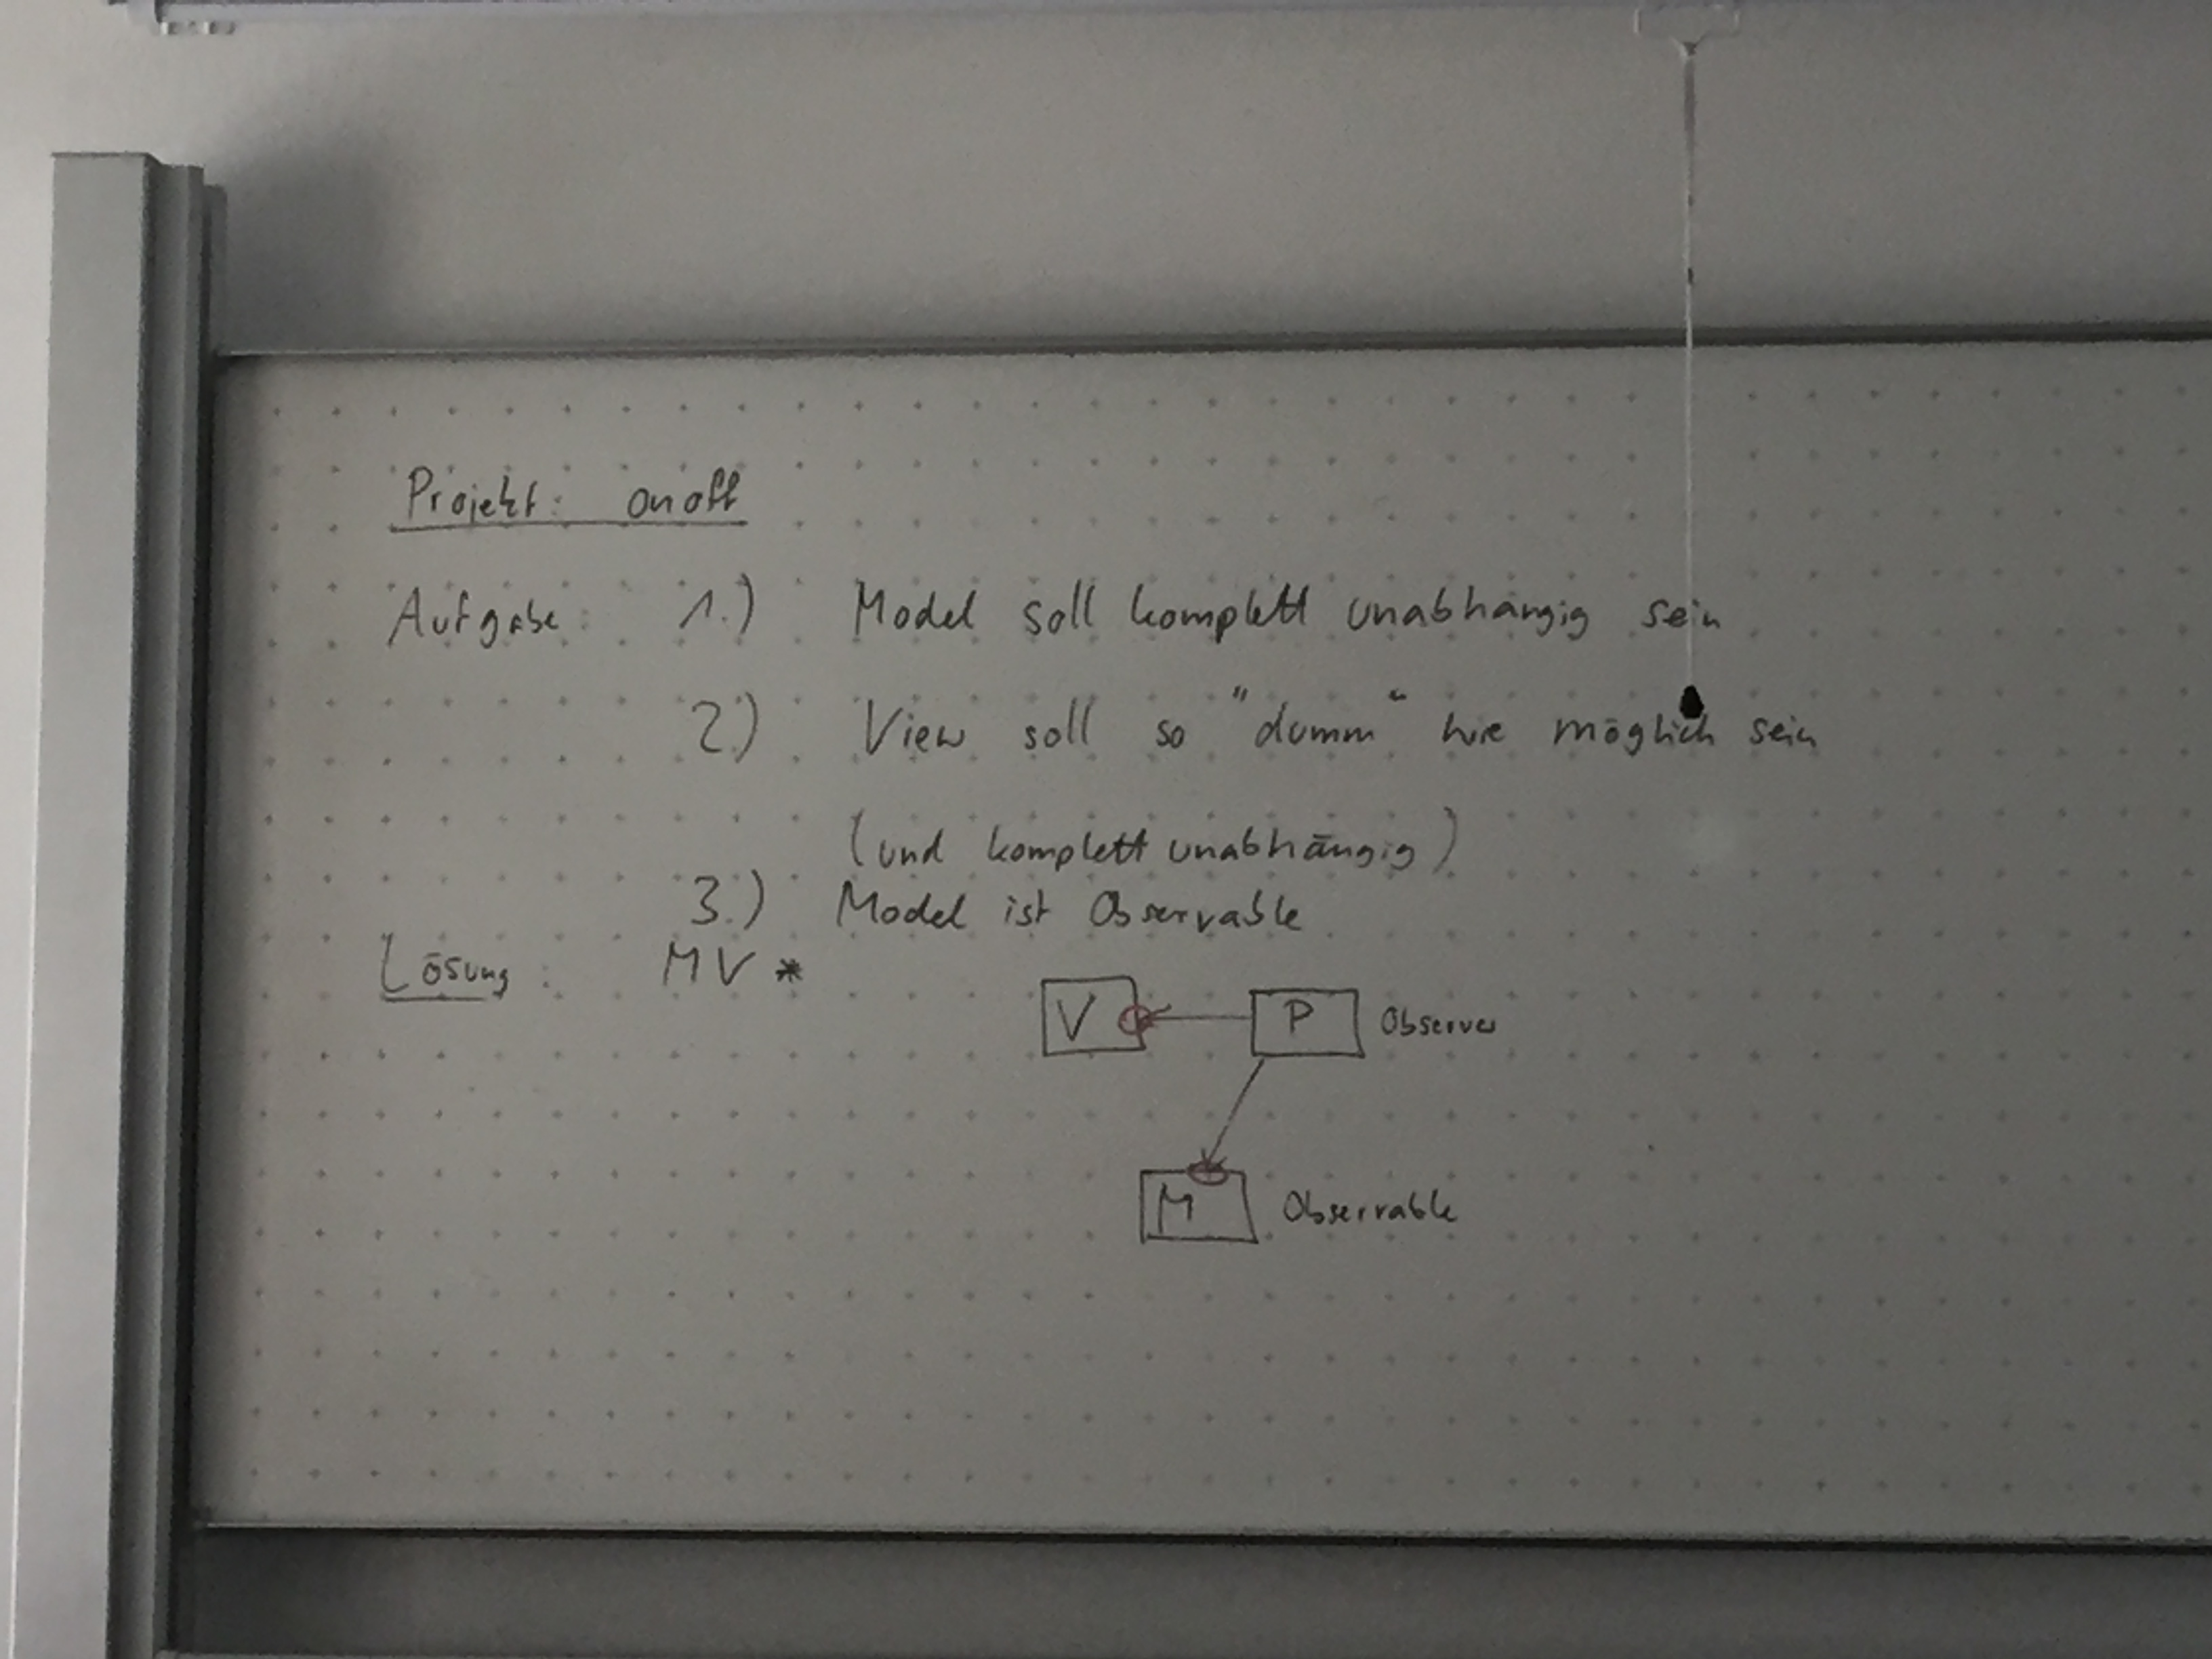 Projekt: onoff
Aufgabe: 1.) Model soll komplett unabhängig sein
2.) View soll so "dumm" wie möglich sein
(und komplett unabhängig)
3.) Model ist Observable
Lösung: MV *
V P Observer
M Observable